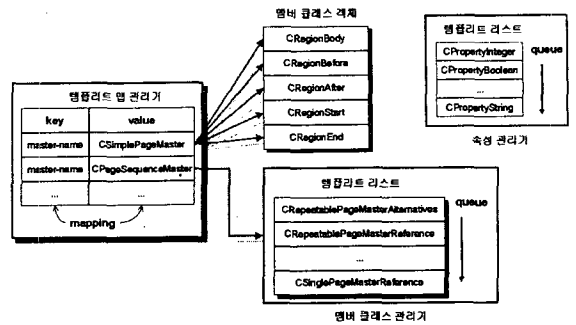 멤버 클래스 객체
CRegionBody
CRegionBefore
CRegionAfter
CRegionStart
CRegionEnd
템플리트 리스트
CPropertyInteger
CPropertyBoolean
...
CPropertyString
queue
속성 관리기
템플리트 맵 관리기
key
value
master-name
CSimplePageMaster
master-name
CPageSequenceMaster
...
...
mapping
템플리트 리스트
CRepeatablePageMasterAlternatives
CRepeatablePageMasterReference
...
CSinglePageMasterReference
queue
멤버 클래스 관리기